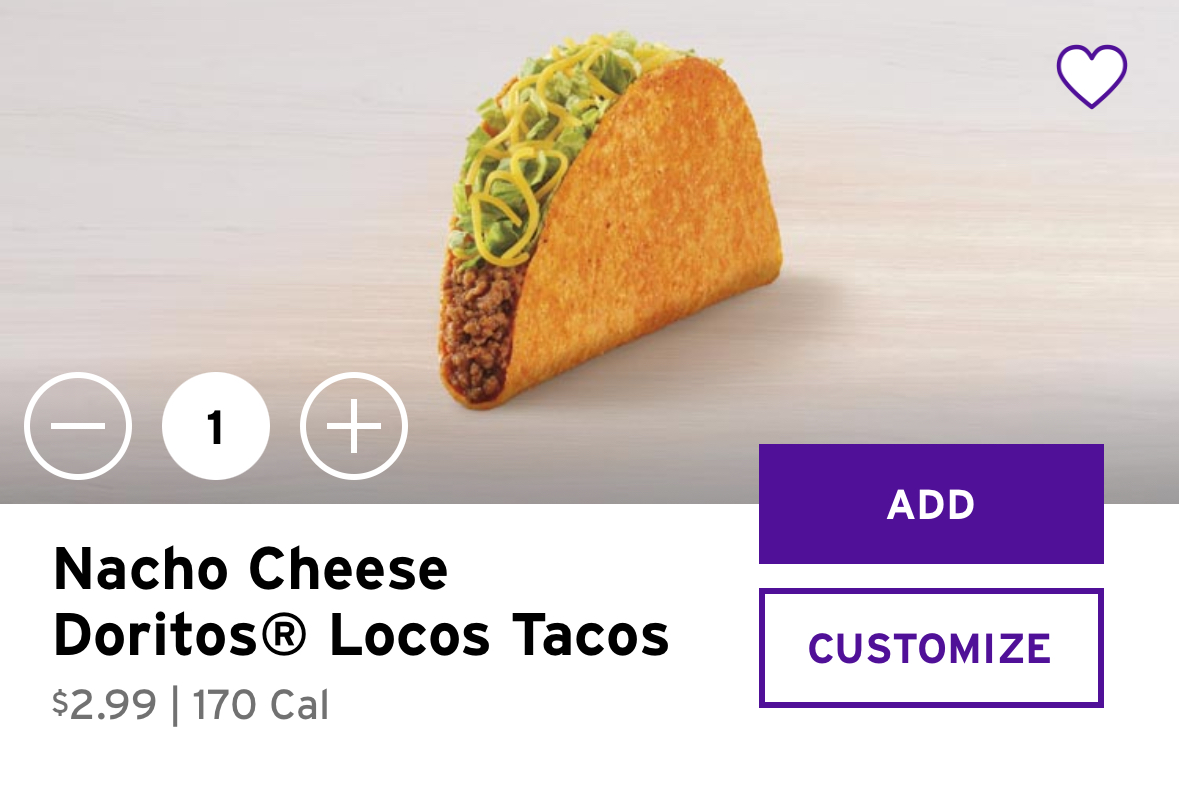 1
ADD
Nacho Cheese
Doritos® Locos Tacos
CUSTOMIZE
$2.99 | 170 Cal